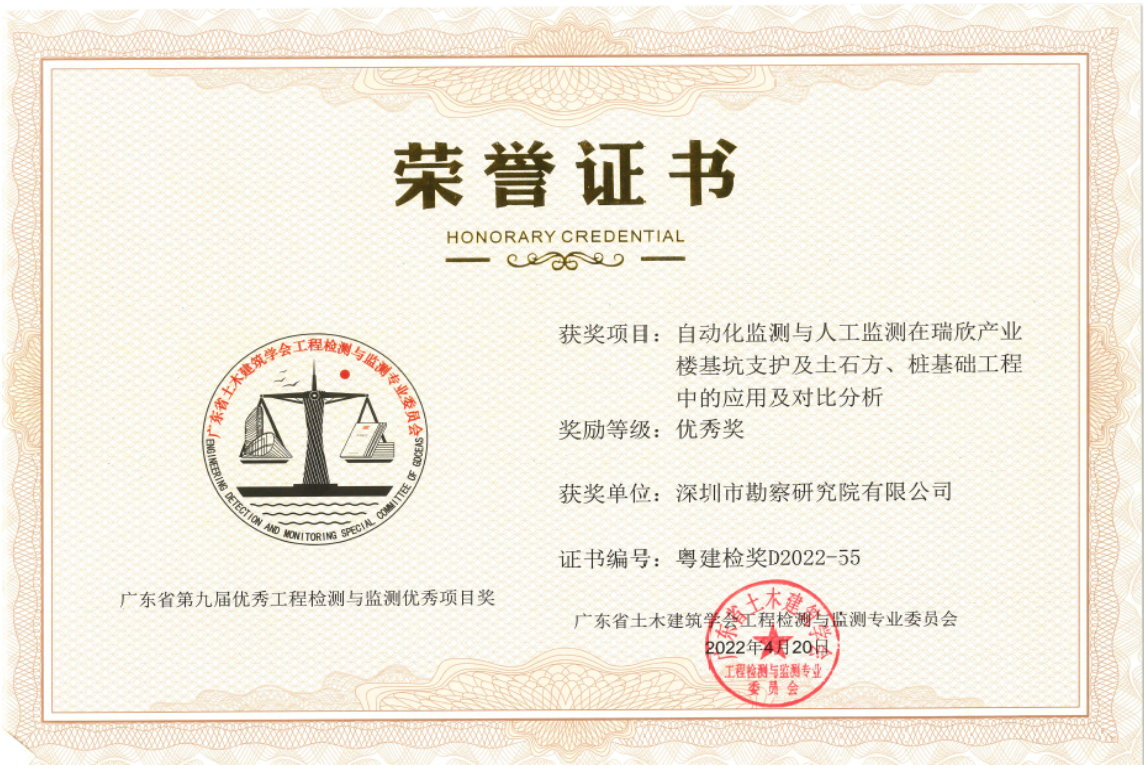 荣誉证书
HONORARY CREDENTIAL
广东省土木建筑学会工程检测与监测专业委员会
ENGINEERING DETECTION AND MONITORING SPECIAL COMMITTEE OF GDCEAS
广东省第九届优秀工程检测与监测优秀项目奖
获奖项目：自动化监测与人工监测在瑞欣产业
楼基坑支护及土石方、桩基础工程
中的应用及对比分析
奖励等级：优秀奖
获奖单位：深圳市勘察研究院有限公司
证书编号：粤建检奖D2022-55
广东省土木建筑学会工程检测与监测专业委员会
2022年4月20日
广东省土木建筑学会
工程检测与监测专业
委员会